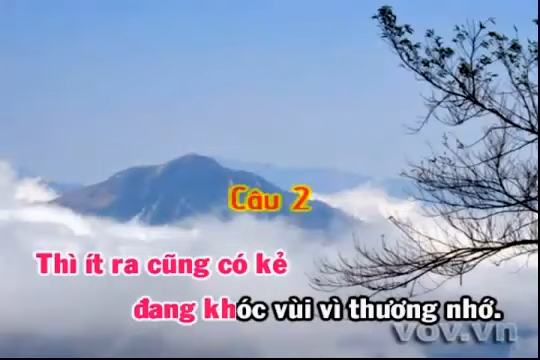 Câu 2
Thì ít ra cũng có kẻ
đang khóc vùi vì thương nhớ.
vov.vn